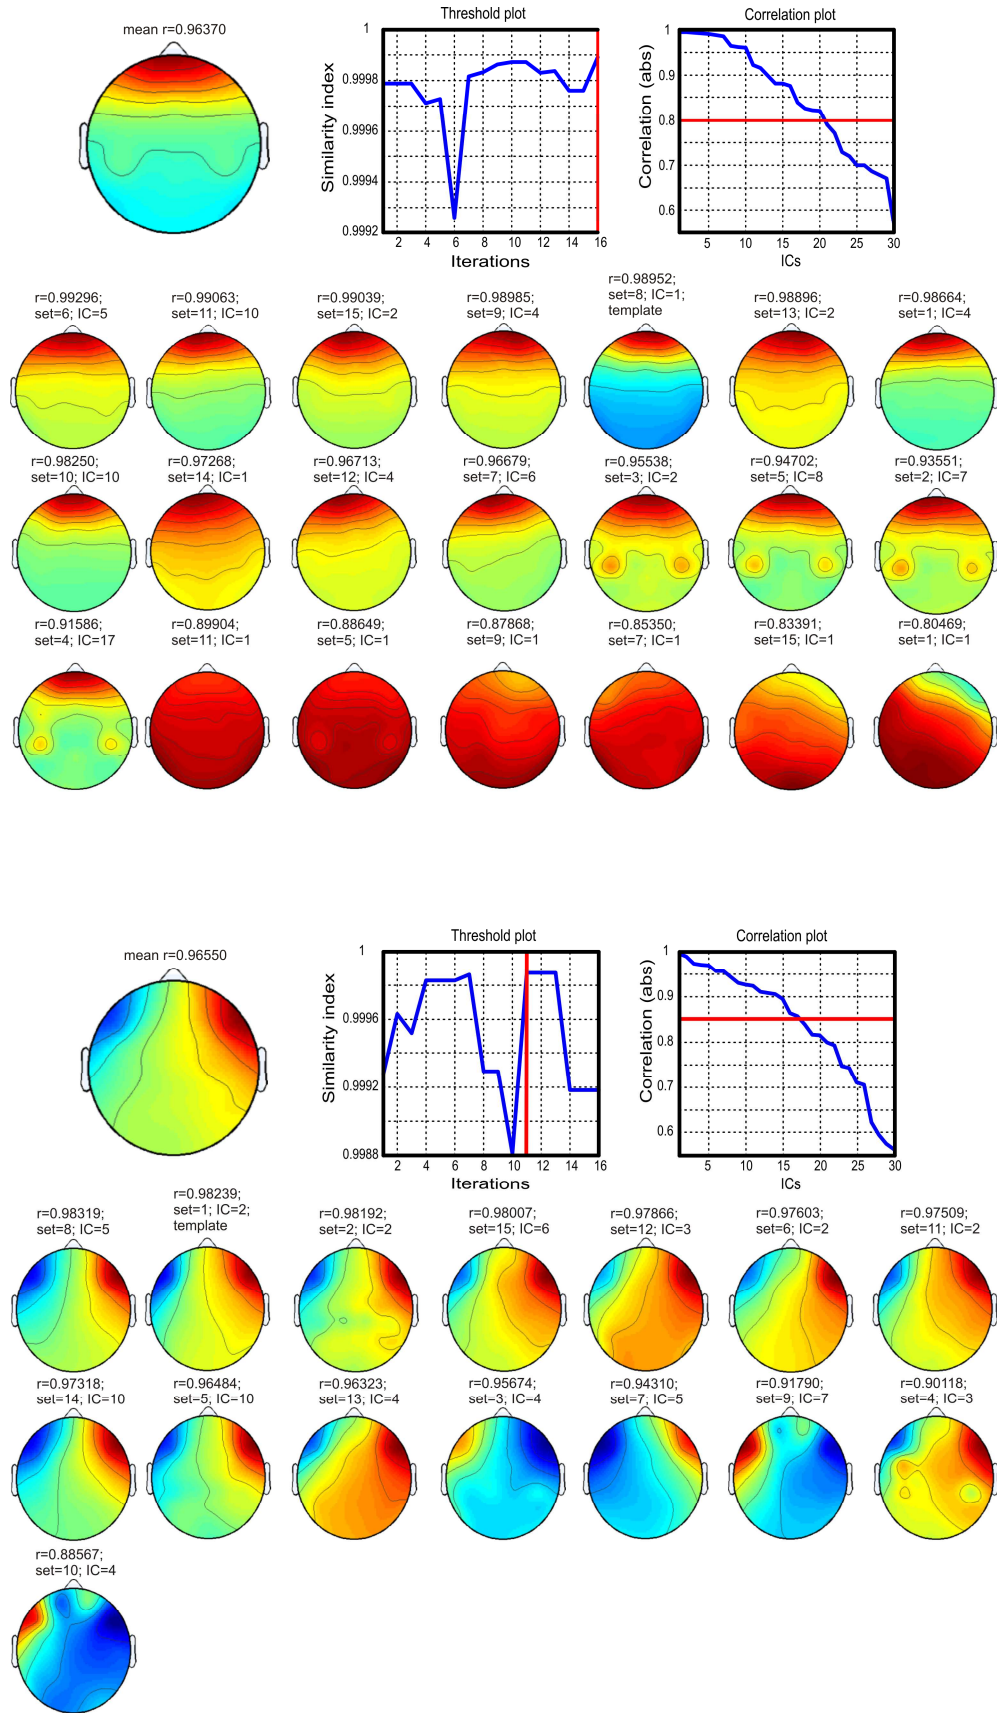 mean r=0.96370
Threshold plot
Similarity index
1
0.9998
0.9996
0.9994
0.9992
2 4 6 8 10 12 14 16
Iterations
Correlation plot
Correlation (abs)
1
0.9
0.8
0.7
0.6
5 10 15 20 25 30
ICs
r=0.99296;
set=6; IC=5
r=0.99063;
set=11; IC=10
r=0.99039;
set=15; IC=2
r=0.98985;
set=9; IC=4
r=0.98952;
set=8; IC=1;
template
r=0.98896;
set=13; IC=2
r=0.98664;
set=1; IC=4
r=0.98250;
set=10; IC=10
r=0.97268;
set=14; IC=1
r=0.96713;
set=12; IC=4
r=0.96679;
set=7; IC=6
r=0.95538;
set=3; IC=2
r=0.94702;
set=5; IC=8
r=0.93551;
set=2; IC=7
r=0.91586;
set=4; IC=17
r=0.89904;
set=11; IC=1
r=0.88649;
set=5; IC=1
r=0.87868;
set=9; IC=1
r=0.85350;
set=7; IC=1
r=0.83391;
set=15; IC=1
r=0.80469;
set=1; IC=1
mean r=0.96550
Threshold plot
Similarity index
1
0.9996
0.9992
0.9988
2 4 6 8 10 12 14 16
Iterations
Correlation plot
Correlation (abs)
1
0.9
0.8
0.7
0.6
5 10 15 20 25 30
ICs
r=0.98319;
set=8; IC=5
r=0.98239;
set=1; IC=2;
template
r=0.98192;
set=2; IC=2
r=0.98007;
set=15; IC=6
r=0.97866;
set=12; IC=3
r=0.97603;
set=6; IC=2
r=0.97509;
set=11; IC=2
r=0.97318;
set=14; IC=10
r=0.96484;
set=5; IC=10
r=0.96323;
set=13; IC=4
r=0.95674;
set=3; IC=4
r=0.94310;
set=7; IC=5
r=0.91790;
set=9; IC=7
r=0.90118;
set=4; IC=3
r=0.88567;
set=10; IC=4